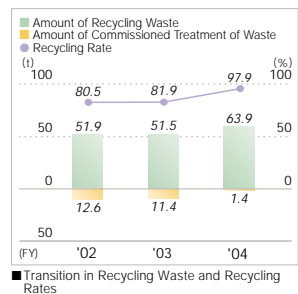 Amount of Recycling Waste
Amount of Commissioned Treatment of Waste
Recycling Rate
(t) (%)
100 80.5 81.9 97.9 100
50 51.9 51.5 63.9 50
0 0
12.6 11.4 1.4
50
(FY) '02 '03 '04
■Transition in Recycling Waste and Recycling
Rates